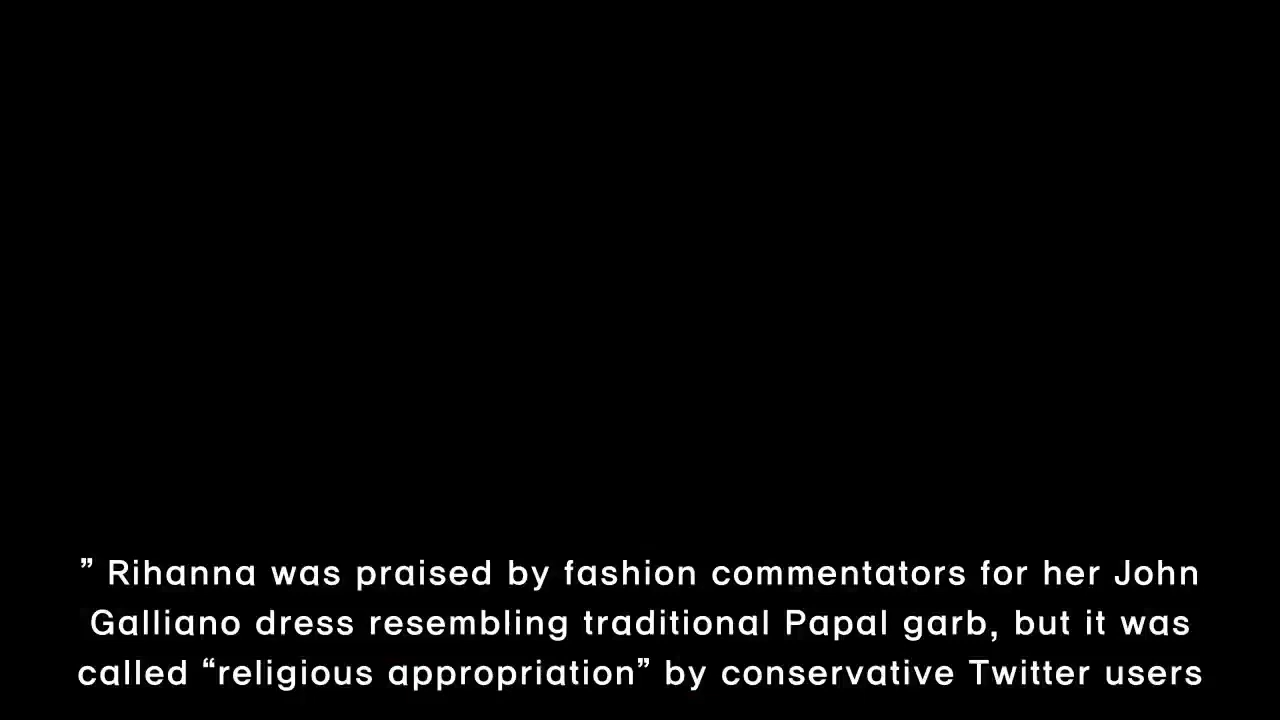 ” Rihanna was praised by fashion commentators for her John
Galliano dress resembling traditional Papal garb, but it was
called “religious appropriation” by conservative Twitter users